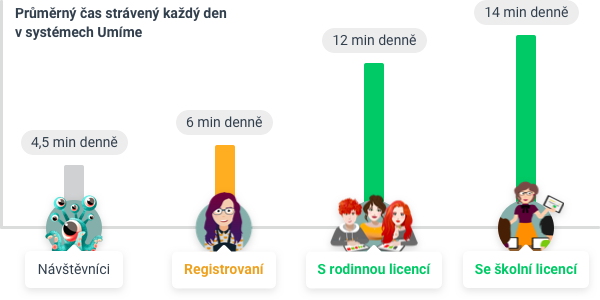 Průměrný čas strávený každý den
v systémech Umíme
14 min denně
12 min denně
6 min denně
4,5 min denně
Návštěvníci
Registrovaní
S rodinnou licencí
Se školní licencí